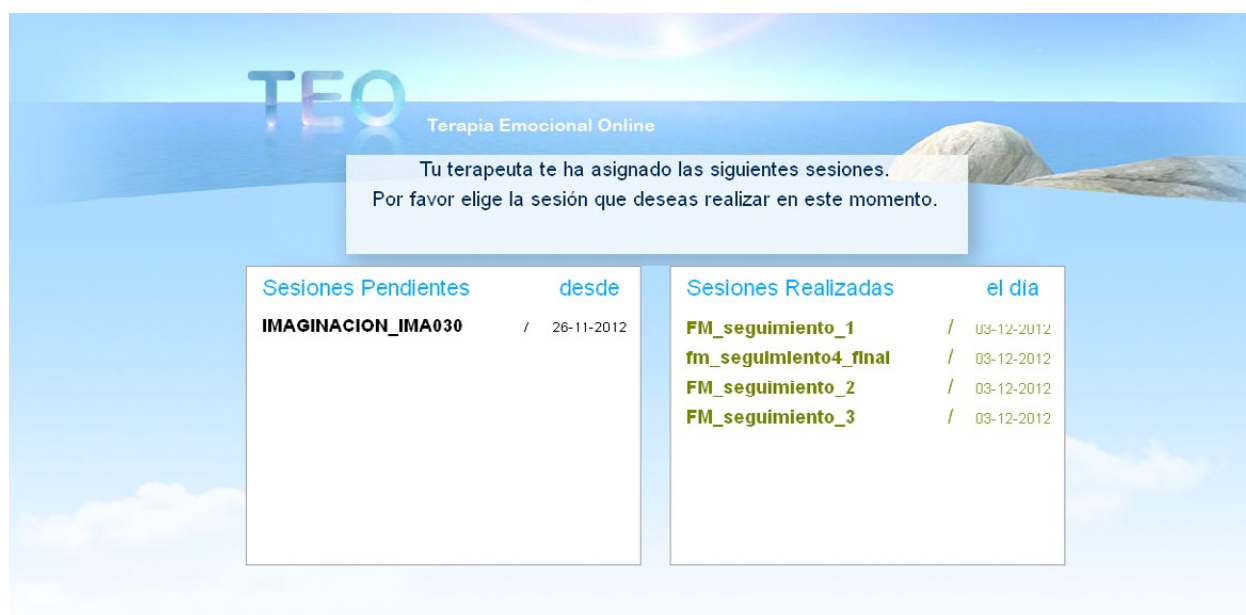 TEO
Terapia Emocional Online
Tu terapeuta te ha asignado las siguientes sesiones.
Por favor elige la sesión que deseas realizar en este momento.
Sesiones Pendientes desde
IMAGINACION_IMA030 / 26-11-2012
Sesiones Realizadas el día
FM_seguimiento_1 / 03-12-2012
fm_seguimiento4_final / 03-12-2012
FM_seguimiento_2 / 03-12-2012
FM_seguimiento_3 / 03-12-2012